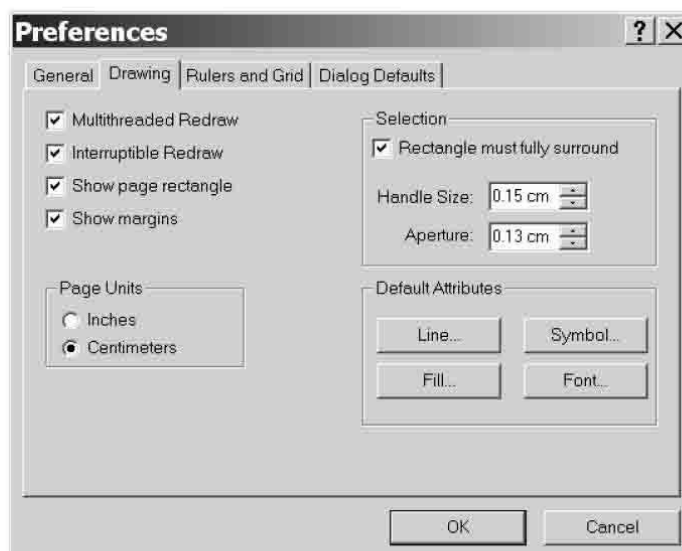 Preferences
? X
General Drawing Rulers and Grid Dialog Defaults
Multithreaded Redraw
Interruptible Redraw
Show page rectangle
Show margins
Page Units
Inches
Centimeters
Selection
Rectangle must fully surround
Handle Size: 0.15 cm
Aperture: 0.13 cm
Default Attributes
Line... Symbol...
Fill... Font...
OK Cancel